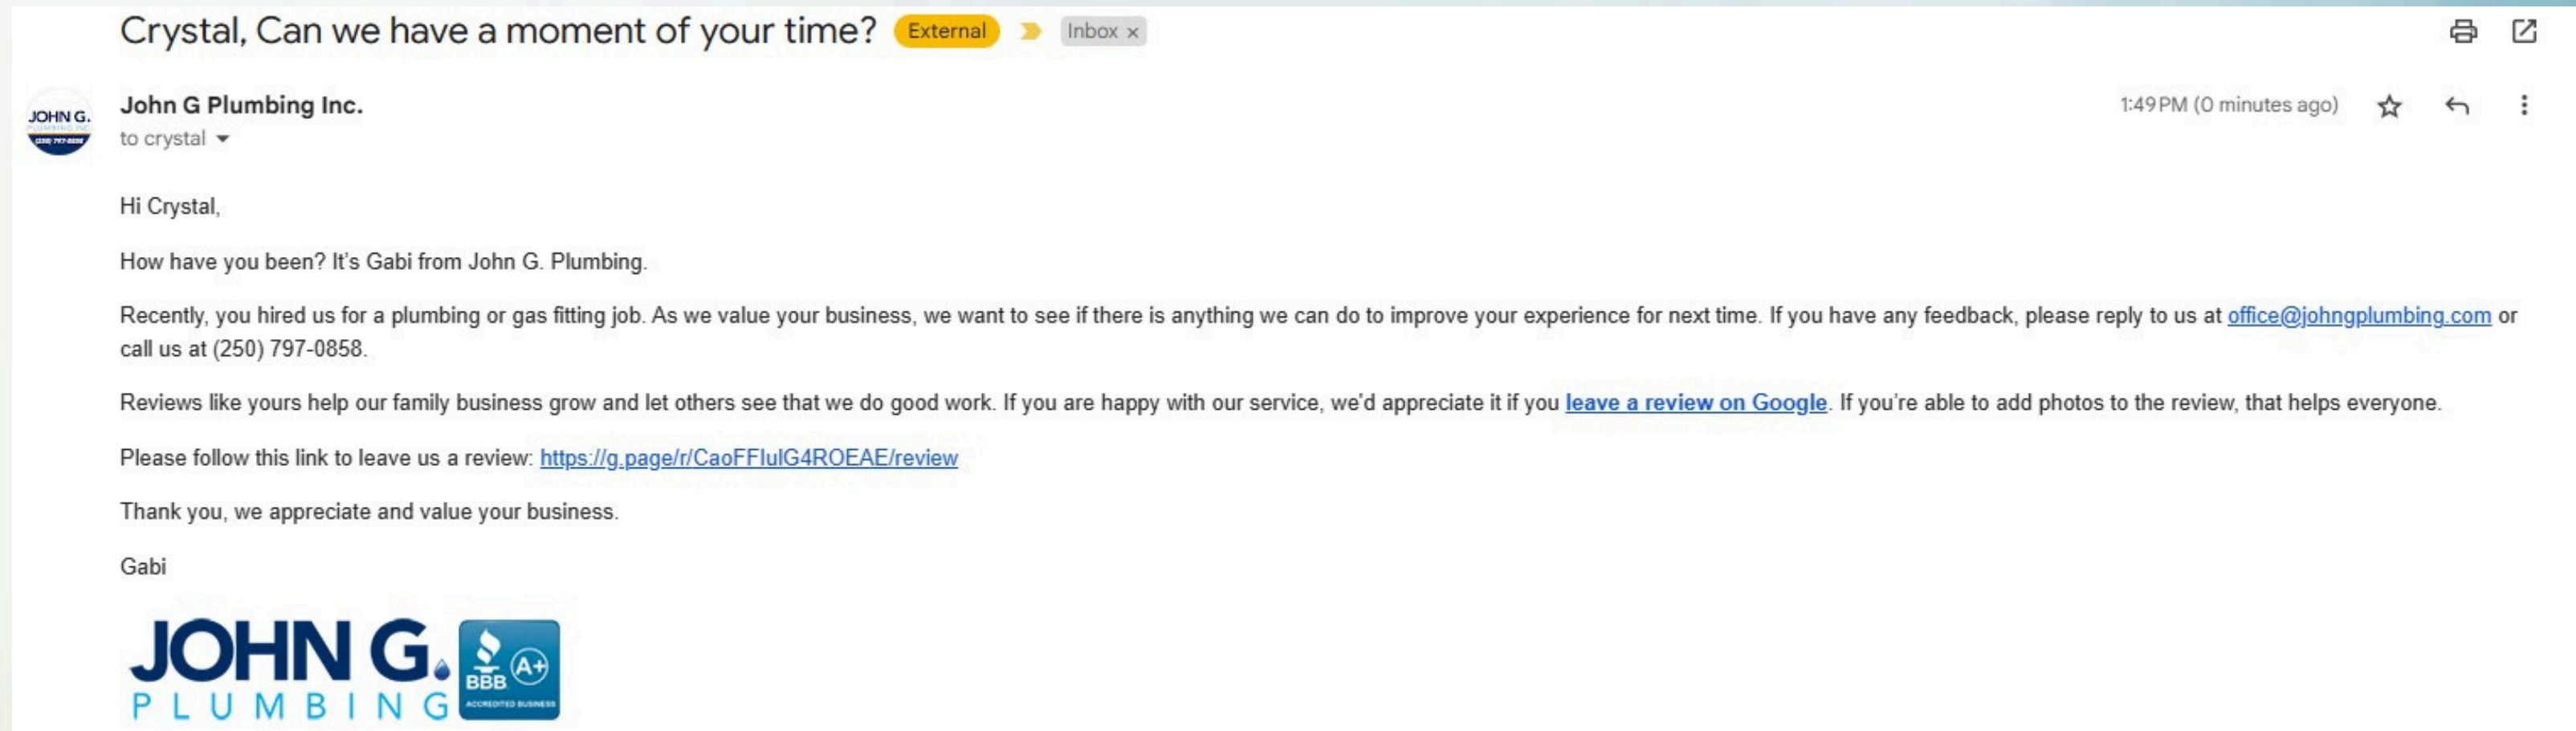 Crystal, Can we have a moment of your time? External Inbox ×
JOHN G.
PLUMBING INC.
(250) 797-0858
John G Plumbing Inc.
1:49 PM (0 minutes ago)
to crystal
Hi Crystal,
How have you been? It's Gabi from John G. Plumbing.
Recently, you hired us for a plumbing or gas fitting job. As we value your business, we want to see if there is anything we can do to improve your experience for next time. If you have any feedback, please reply to us at office@johngplumbing.com or
call us at (250) 797-0858.
Reviews like yours help our family business grow and let others see that we do good work. If you are happy with our service, we'd appreciate it if you leave a review on Google. If you're able to add photos to the review, that helps everyone.
Please follow this link to leave us a review: https://g.page/r/CaoFFIulG4ROEAE/review
Thank you, we appreciate and value your business.
Gabi
JOHN G.
PLUMBING
BBB
A+
ACCREDITED BUSINESS